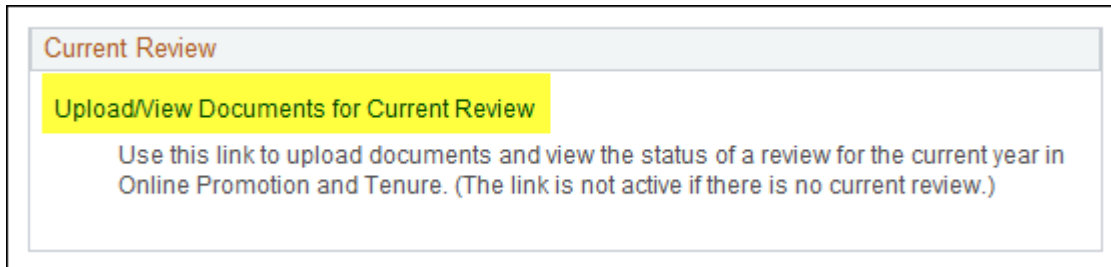 Current Review
Upload/View Documents for Current Review
Use this link to upload documents and view the status of a review for the current year in
Online Promotion and Tenure. (The link is not active if there is no current review.)